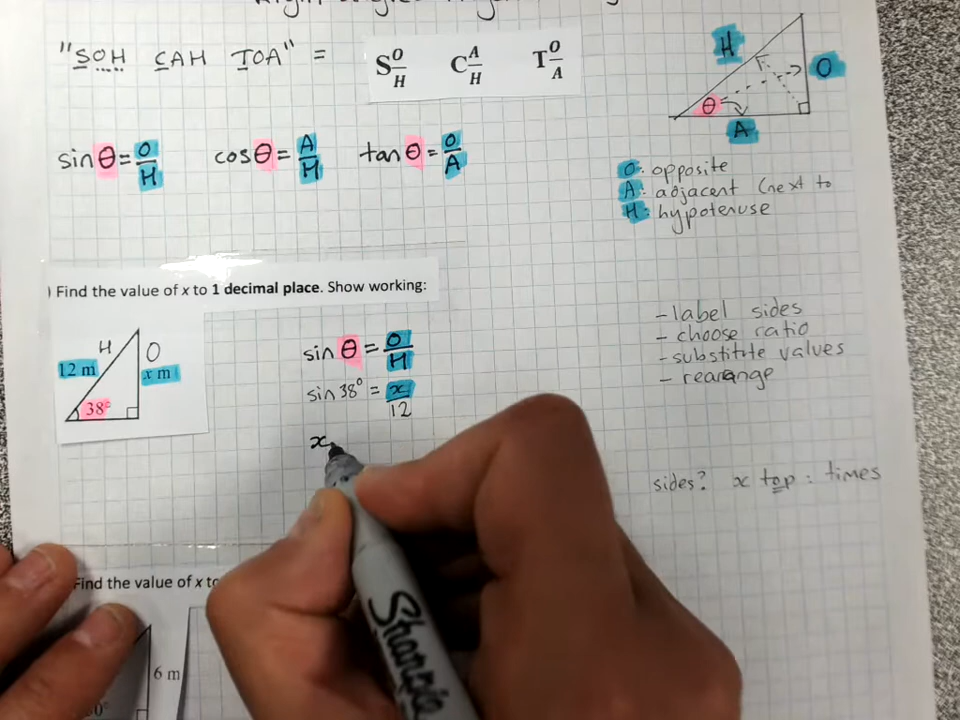 "SOH CAH TOA" =
S O/H C A/H T O/A
H
O
θ
A
sin θ = O/H cos θ = A/H tan θ = O/A
O: opposite
A: adjacent (next to
H: hypotenuse
) Find the value of x to 1 decimal place. Show working:
H
O
12 m
x m
38°
sin θ = O/H
sin 38° = x/12
x
- label sides
- choose ratio
- substitute values
- rearange
sides? x top : times
Find the value of x to
6 m
Sharpie